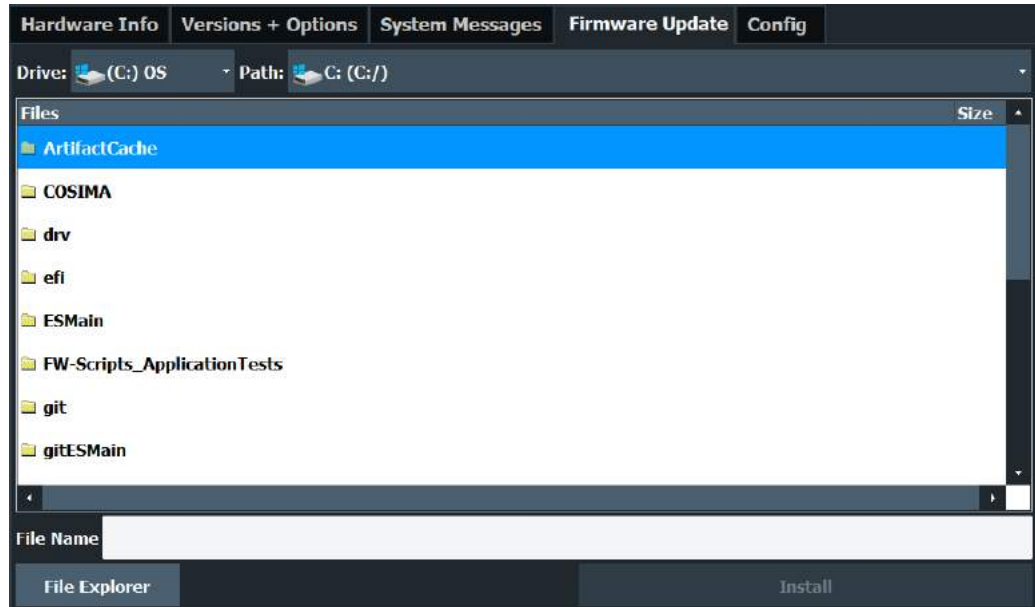 Hardware Info Versions + Options System Messages Firmware Update Config
Drive: (C:) OS Path: C: (C:/)
Files Size
ArtifactCache
COSIMA
drv
efi
ESMain
FW-Scripts_ApplicationTests
git
gitESMain
File Name
File Explorer Install